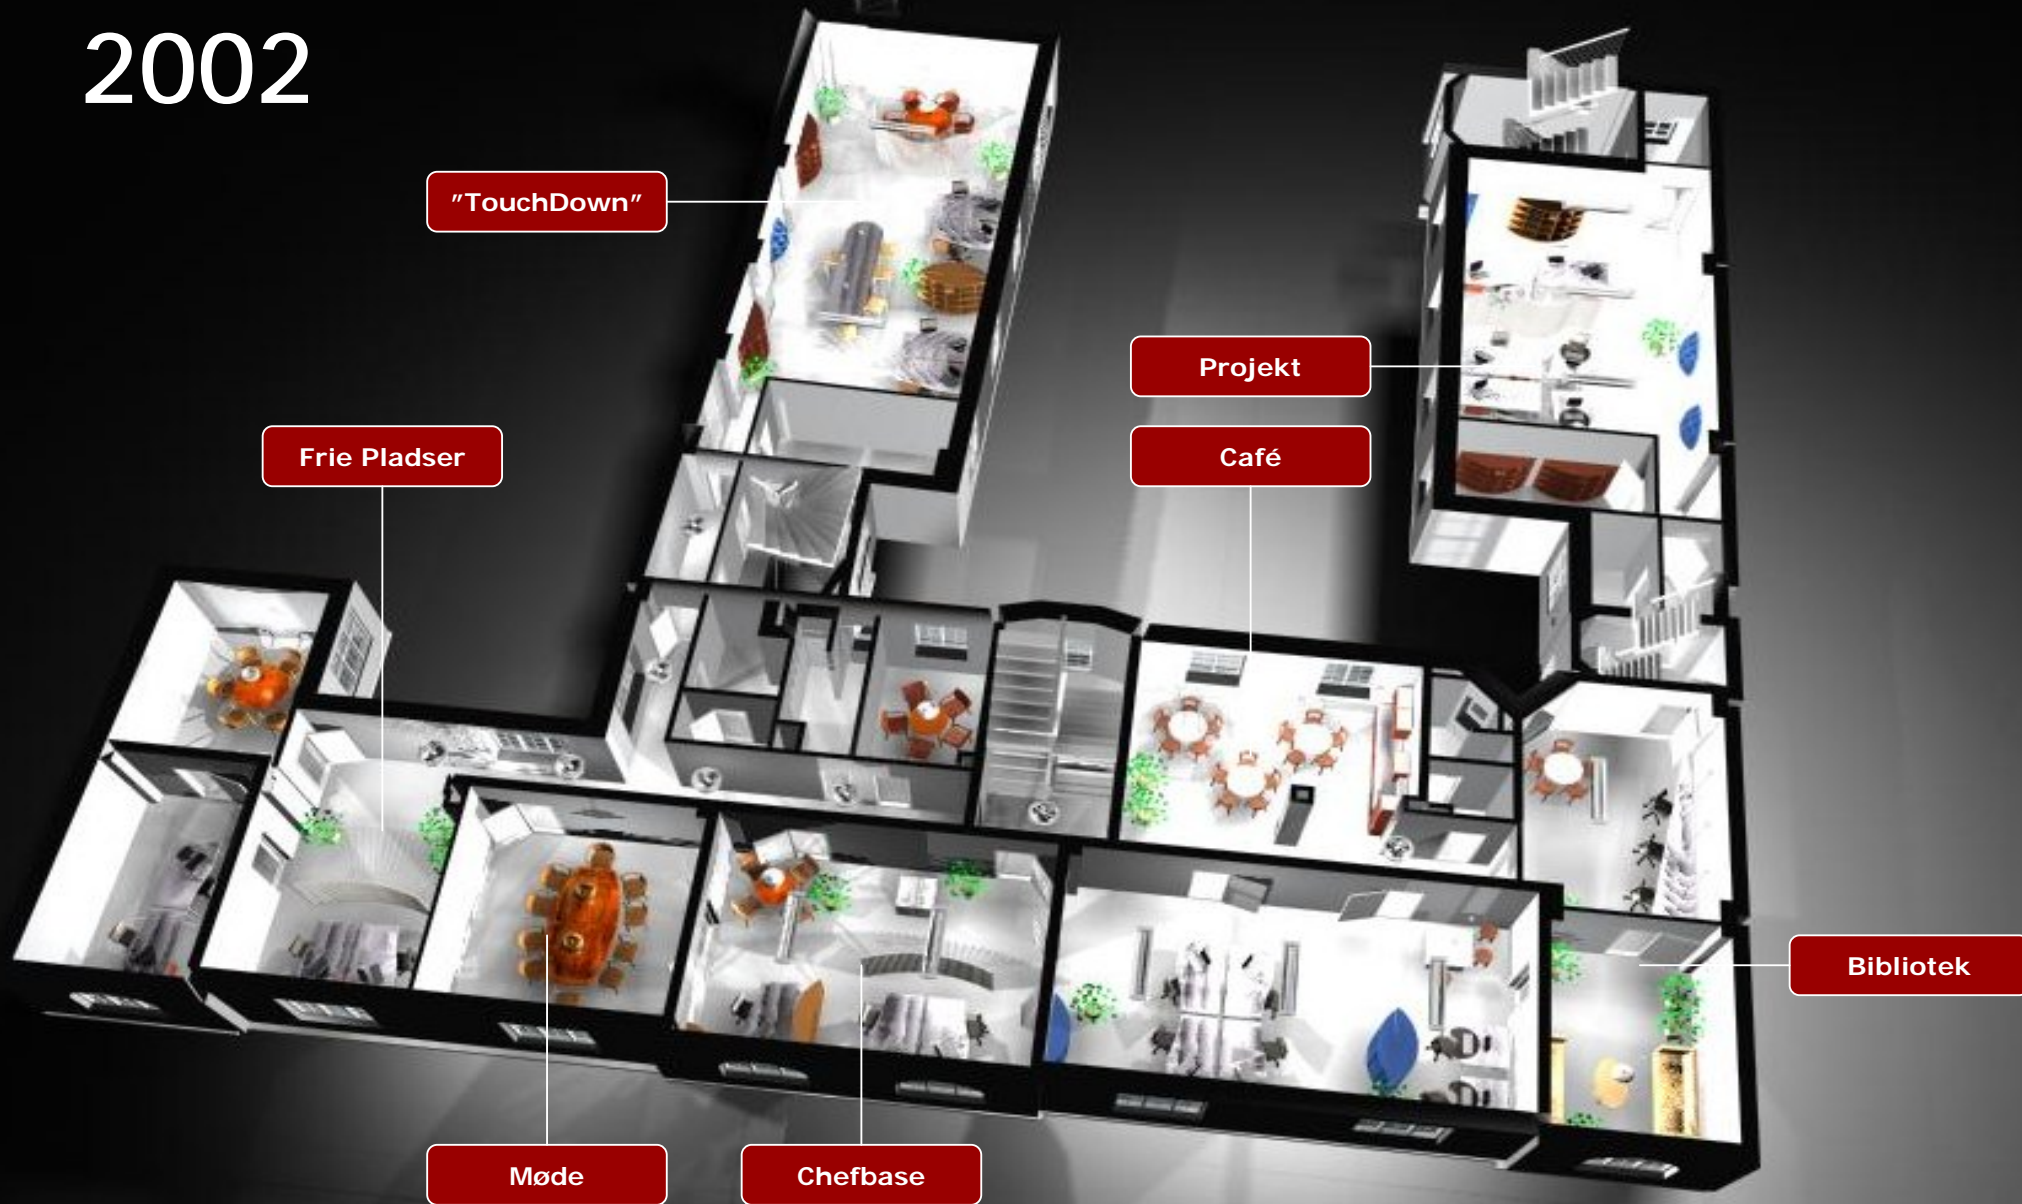 2002
"TouchDown"
Projekt
Frie Pladser
Café
Bibliotek
Møde
Chefbase